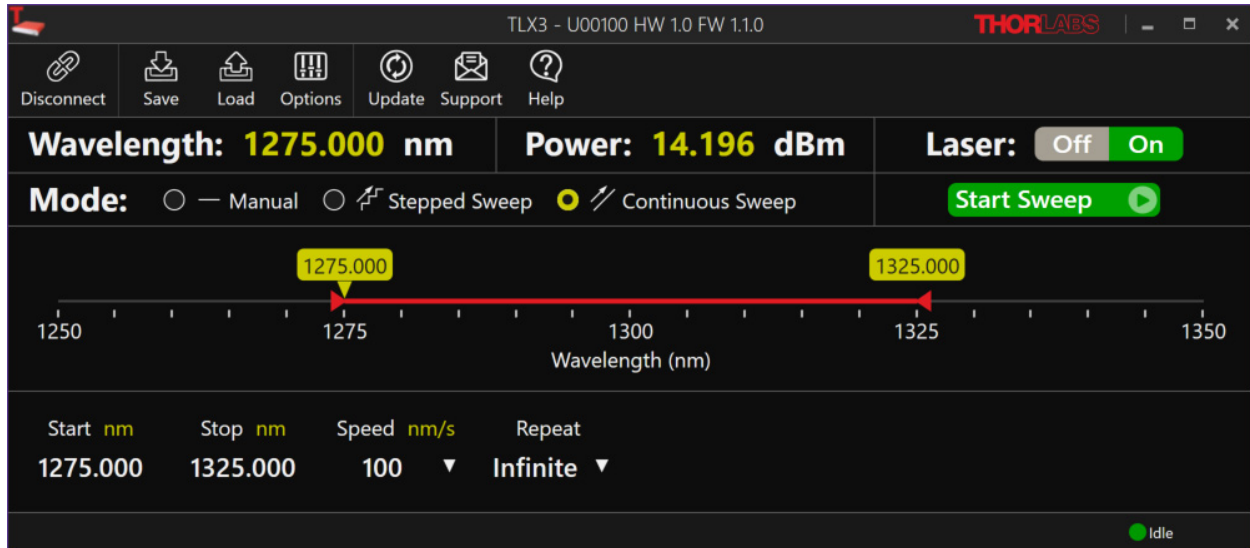 TLX3 - U00100 HW 1.0 FW 1.1.0 THORLABS
Disconnect Save Load Options Update Support Help
Wavelength: 1275.000 nm Power: 14.196 dBm Laser: Off On
Mode: Manual Stepped Sweep Continuous Sweep Start Sweep
1275.000 1325.000
1250 1275 1300 1325 1350
Wavelength (nm)
Start nm Stop nm Speed nm/s Repeat
1275.000 1325.000 100 Infinite
Idle